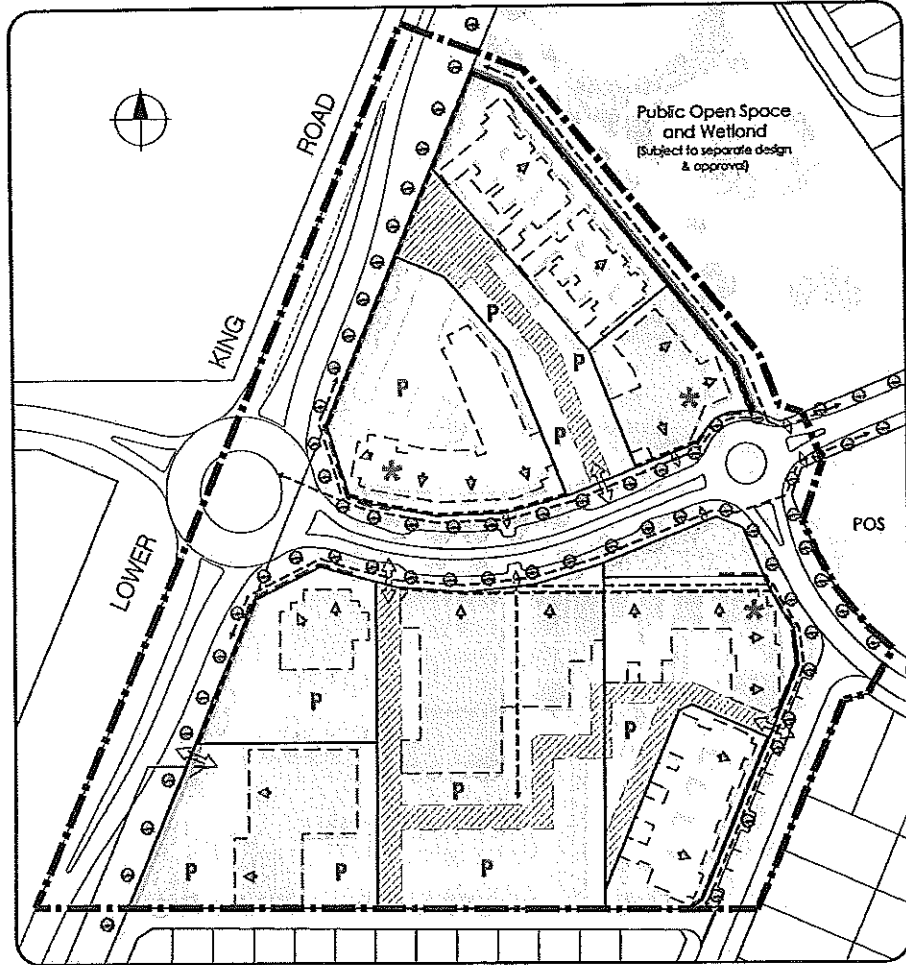 Public Open Space
and Wetland
(Subject to separate design
& approval)
LOWER KING ROAD
P
P
P
P
POS
P
P
P
P
P
P